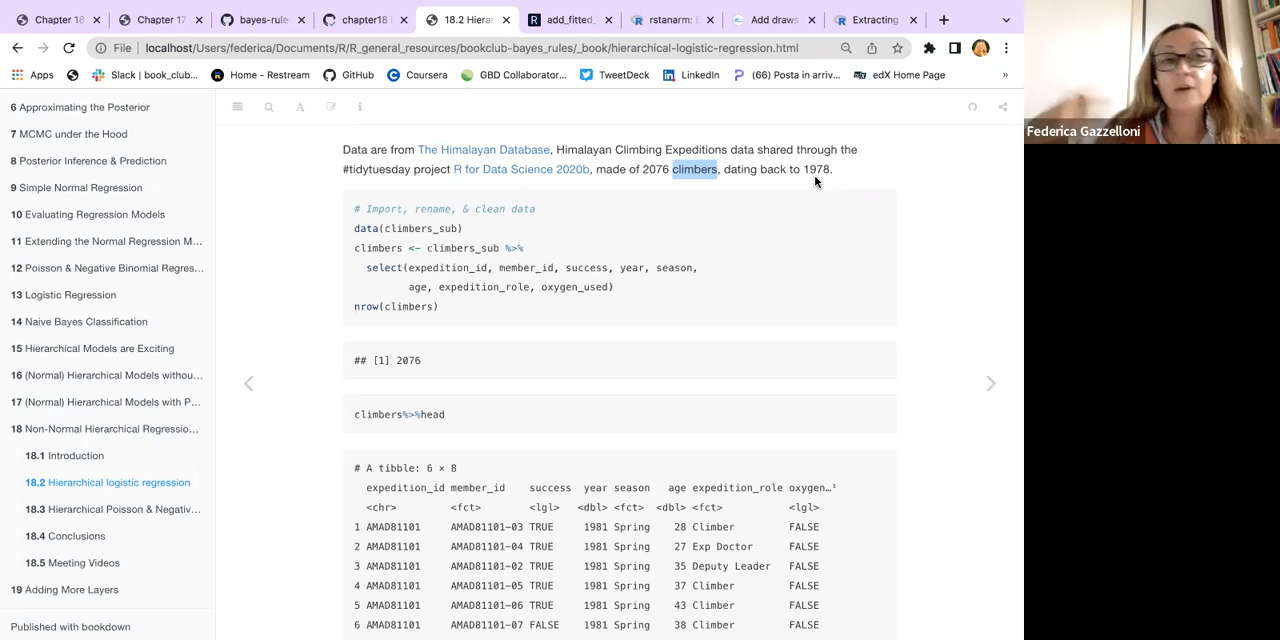 Chapter 18
Chapter 17
bayes-rule
chapter18
18.2 Hierar
add_fitted_
rstanarm: E
Add draws
Extracting
File
localhost/Users/federica/Documents/R/R_general_resources/bookclub-bayes_rules/_book/hierarchical-logistic-regression.html
Apps
Slack | book_club...
Home - Restream
GitHub
Coursera
GBD Collaborator...
TweetDeck
LinkedIn
(66) Posta in arriv...
edX Home Page
»
6 Approximating the Posterior
7 MCMC under the Hood
8 Posterior Inference & Prediction
9 Simple Normal Regression
10 Evaluating Regression Models
11 Extending the Normal Regression M...
12 Poisson & Negative Binomial Regres...
13 Logistic Regression
14 Naive Bayes Classification
15 Hierarchical Models are Exciting
16 (Normal) Hierarchical Models withou...
17 (Normal) Hierarchical Models with P...
18 Non-Normal Hierarchical Regressio...
18.1 Introduction
18.2 Hierarchical logistic regression
18.3 Hierarchical Poisson & Negativ...
18.4 Conclusions
18.5 Meeting Videos
19 Adding More Layers
Published with bookdown
Data are from The Himalayan Database, Himalayan Climbing Expeditions data shared through the
#tidytuesday project R for Data Science 2020b, made of 2076 climbers, dating back to 1978.
# Import, rename, & clean data
data(climbers_sub)
climbers <- climbers_sub %>%
select(expedition_id, member_id, success, year, season,
age, expedition_role, oxygen_used)
nrow(climbers)
## [1] 2076
climbers%>%head
# A tibble: 6 × 8
expedition_id member_id success year season age expedition_role oxygen…¹
<chr> <fct> <lgl> <dbl> <fct> <dbl> <fct> <lgl>
1 AMAD81101 AMAD81101-03 TRUE 1981 Spring 28 Climber FALSE
2 AMAD81101 AMAD81101-04 TRUE 1981 Spring 27 Exp Doctor FALSE
3 AMAD81101 AMAD81101-02 TRUE 1981 Spring 35 Deputy Leader FALSE
4 AMAD81101 AMAD81101-05 TRUE 1981 Spring 37 Climber FALSE
5 AMAD81101 AMAD81101-06 TRUE 1981 Spring 43 Climber FALSE
6 AMAD81101 AMAD81101-07 FALSE 1981 Spring 38 Climber FALSE
Federica Gazzelloni